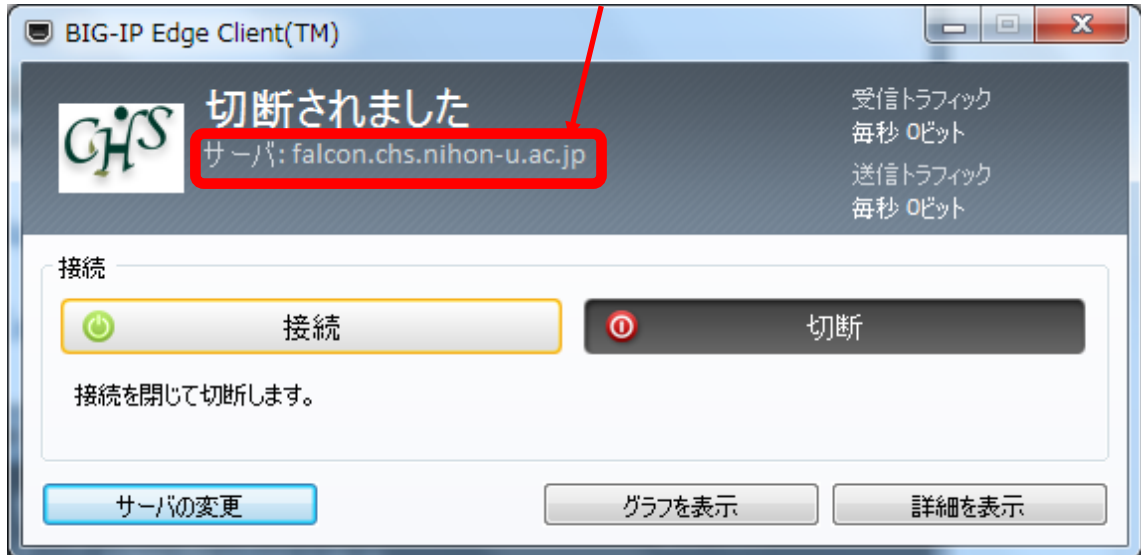 BIG-IP Edge Client(TM)
CHS
切断されました
サーバ: falcon.chs.nihon-u.ac.jp
受信トラフィック
毎秒 0ビット
送信トラフィック
毎秒 0ビット
接続
接続
切断
接続を閉じて切断します。
サーバの変更
グラフを表示
詳細を表示